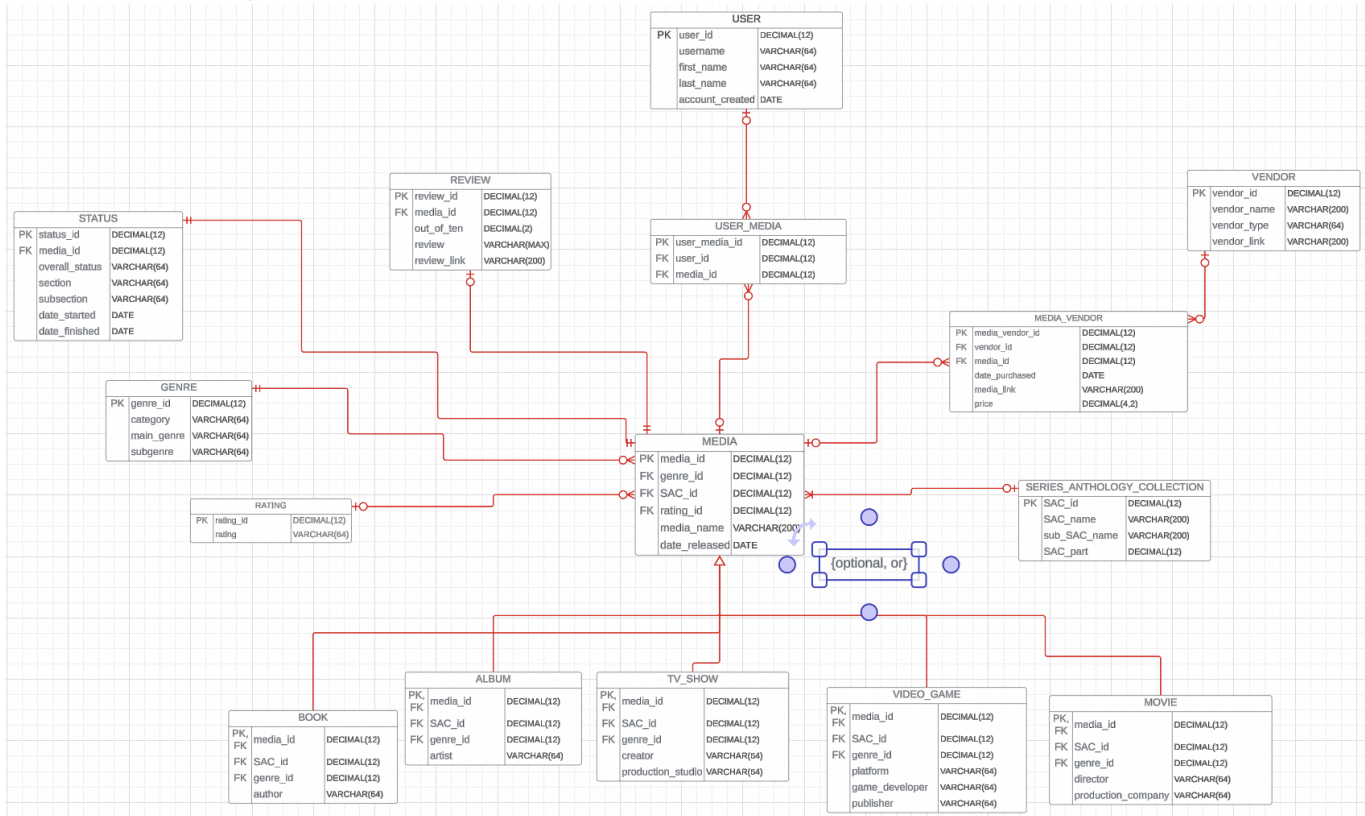 USER
PK user_id DECIMAL(12)
username VARCHAR(64)
first_name VARCHAR(64)
last_name VARCHAR(64)
account_created DATE
REVIEW
PK review_id DECIMAL(12)
FK media_id DECIMAL(12)
out_of_ten DECIMAL(2)
review VARCHAR(MAX)
review_link VARCHAR(200)
VENDOR
PK vendor_id DECIMAL(12)
vendor_name VARCHAR(200)
vendor_type VARCHAR(64)
vendor_link VARCHAR(200)
STATUS
PK status_id DECIMAL(12)
FK media_id DECIMAL(12)
overall_status VARCHAR(64)
section VARCHAR(64)
subsection VARCHAR(64)
date_started DATE
date_finished DATE
USER_MEDIA
PK user_media_id DECIMAL(12)
FK user_id DECIMAL(12)
FK media_id DECIMAL(12)
MEDIA_VENDOR
PK media_vendor_id DECIMAL(12)
FK vendor_id DECIMAL(12)
FK media_id DECIMAL(12)
date_purchased DATE
media_link VARCHAR(200)
price DECIMAL(4,2)
GENRE
PK genre_id DECIMAL(12)
category VARCHAR(64)
main_genre VARCHAR(64)
subgenre VARCHAR(64)
MEDIA
PK media_id DECIMAL(12)
FK genre_id DECIMAL(12)
FK SAC_id DECIMAL(12)
FK rating_id DECIMAL(12)
media_name VARCHAR(200)
date_released DATE
RATING
PK rating_id DECIMAL(12)
rating VARCHAR(64)
SERIES_ANTHOLOGY_COLLECTION
PK SAC_id DECIMAL(12)
SAC_name VARCHAR(200)
sub_SAC_name VARCHAR(200)
SAC_part DECIMAL(12)
{optional, or}
BOOK
PK, FK media_id DECIMAL(12)
FK SAC_id DECIMAL(12)
FK genre_id DECIMAL(12)
author VARCHAR(64)
ALBUM
PK, FK media_id DECIMAL(12)
FK SAC_id DECIMAL(12)
FK genre_id DECIMAL(12)
artist VARCHAR(64)
TV_SHOW
PK, FK media_id DECIMAL(12)
FK SAC_id DECIMAL(12)
FK genre_id DECIMAL(12)
creator VARCHAR(64)
production_studio VARCHAR(64)
VIDEO_GAME
PK, FK media_id DECIMAL(12)
FK SAC_id DECIMAL(12)
FK genre_id DECIMAL(12)
platform VARCHAR(64)
game_developer VARCHAR(64)
publisher VARCHAR(64)
MOVIE
PK, FK media_id DECIMAL(12)
FK SAC_id DECIMAL(12)
FK genre_id DECIMAL(12)
director VARCHAR(64)
production_company VARCHAR(64)